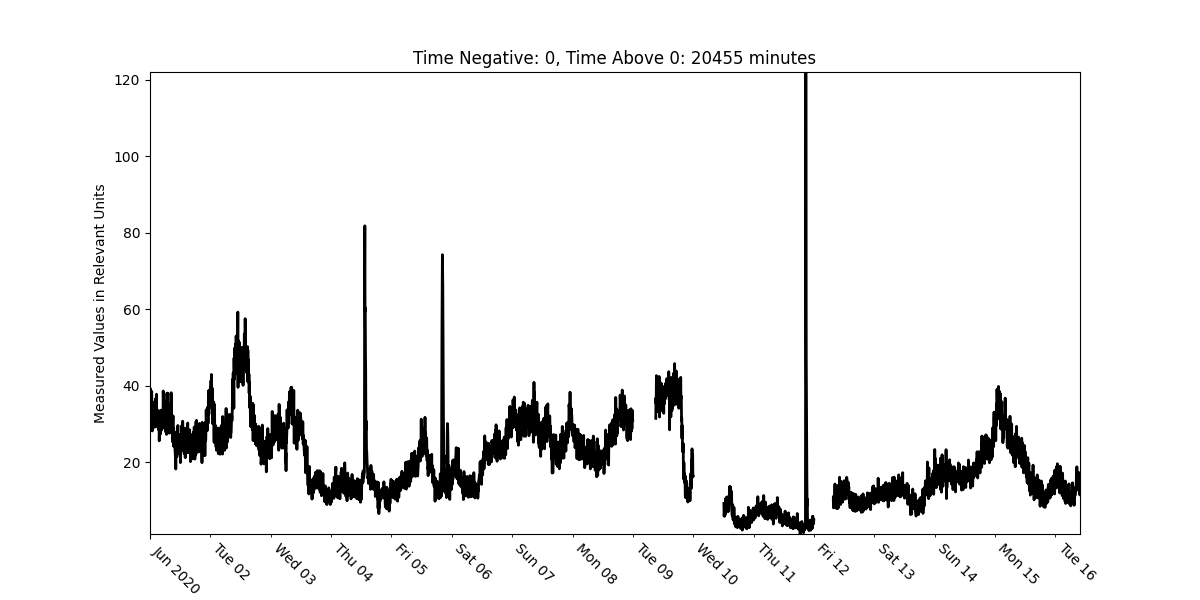 Time Negative: 0, Time Above 0: 20455 minutes
Measured Values in Relevant Units
120
100
80
60
40
20
Jun 2020
Tue 02
Wed 03
Thu 04
Fri 05
Sat 06
Sun 07
Mon 08
Tue 09
Wed 10
Thu 11
Fri 12
Sat 13
Sun 14
Mon 15
Tue 16